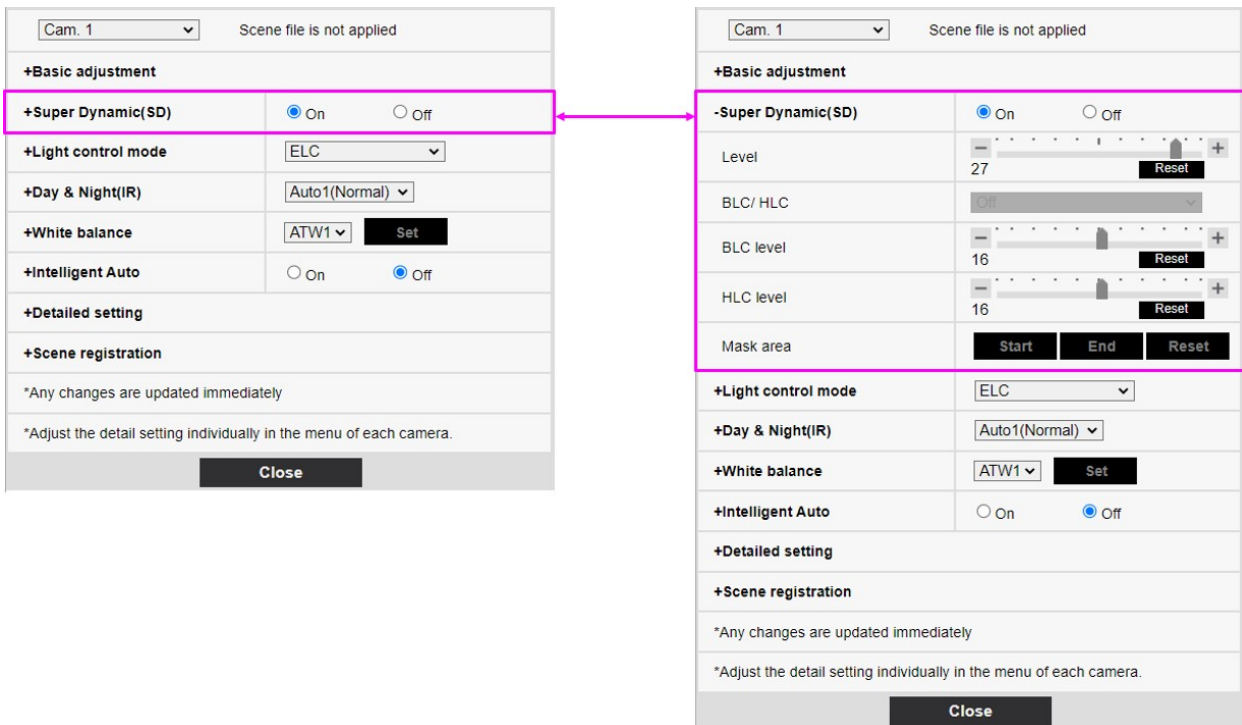 Cam. 1 Scene file is not applied
+Basic adjustment
+Super Dynamic(SD) On Off
+Light control mode ELC
+Day & Night(IR) Auto1(Normal)
+White balance ATW1 Set
+Intelligent Auto On Off
+Detailed setting
+Scene registration
*Any changes are updated immediately
*Adjust the detail setting individually in the menu of each camera.
Close
Cam. 1 Scene file is not applied
+Basic adjustment
-Super Dynamic(SD) On Off
Level − +
27 Reset
BLC/ HLC Off
BLC level − +
16 Reset
HLC level − +
16 Reset
Mask area Start End Reset
+Light control mode ELC
+Day & Night(IR) Auto1(Normal)
+White balance ATW1 Set
+Intelligent Auto On Off
+Detailed setting
+Scene registration
*Any changes are updated immediately
*Adjust the detail setting individually in the menu of each camera.
Close